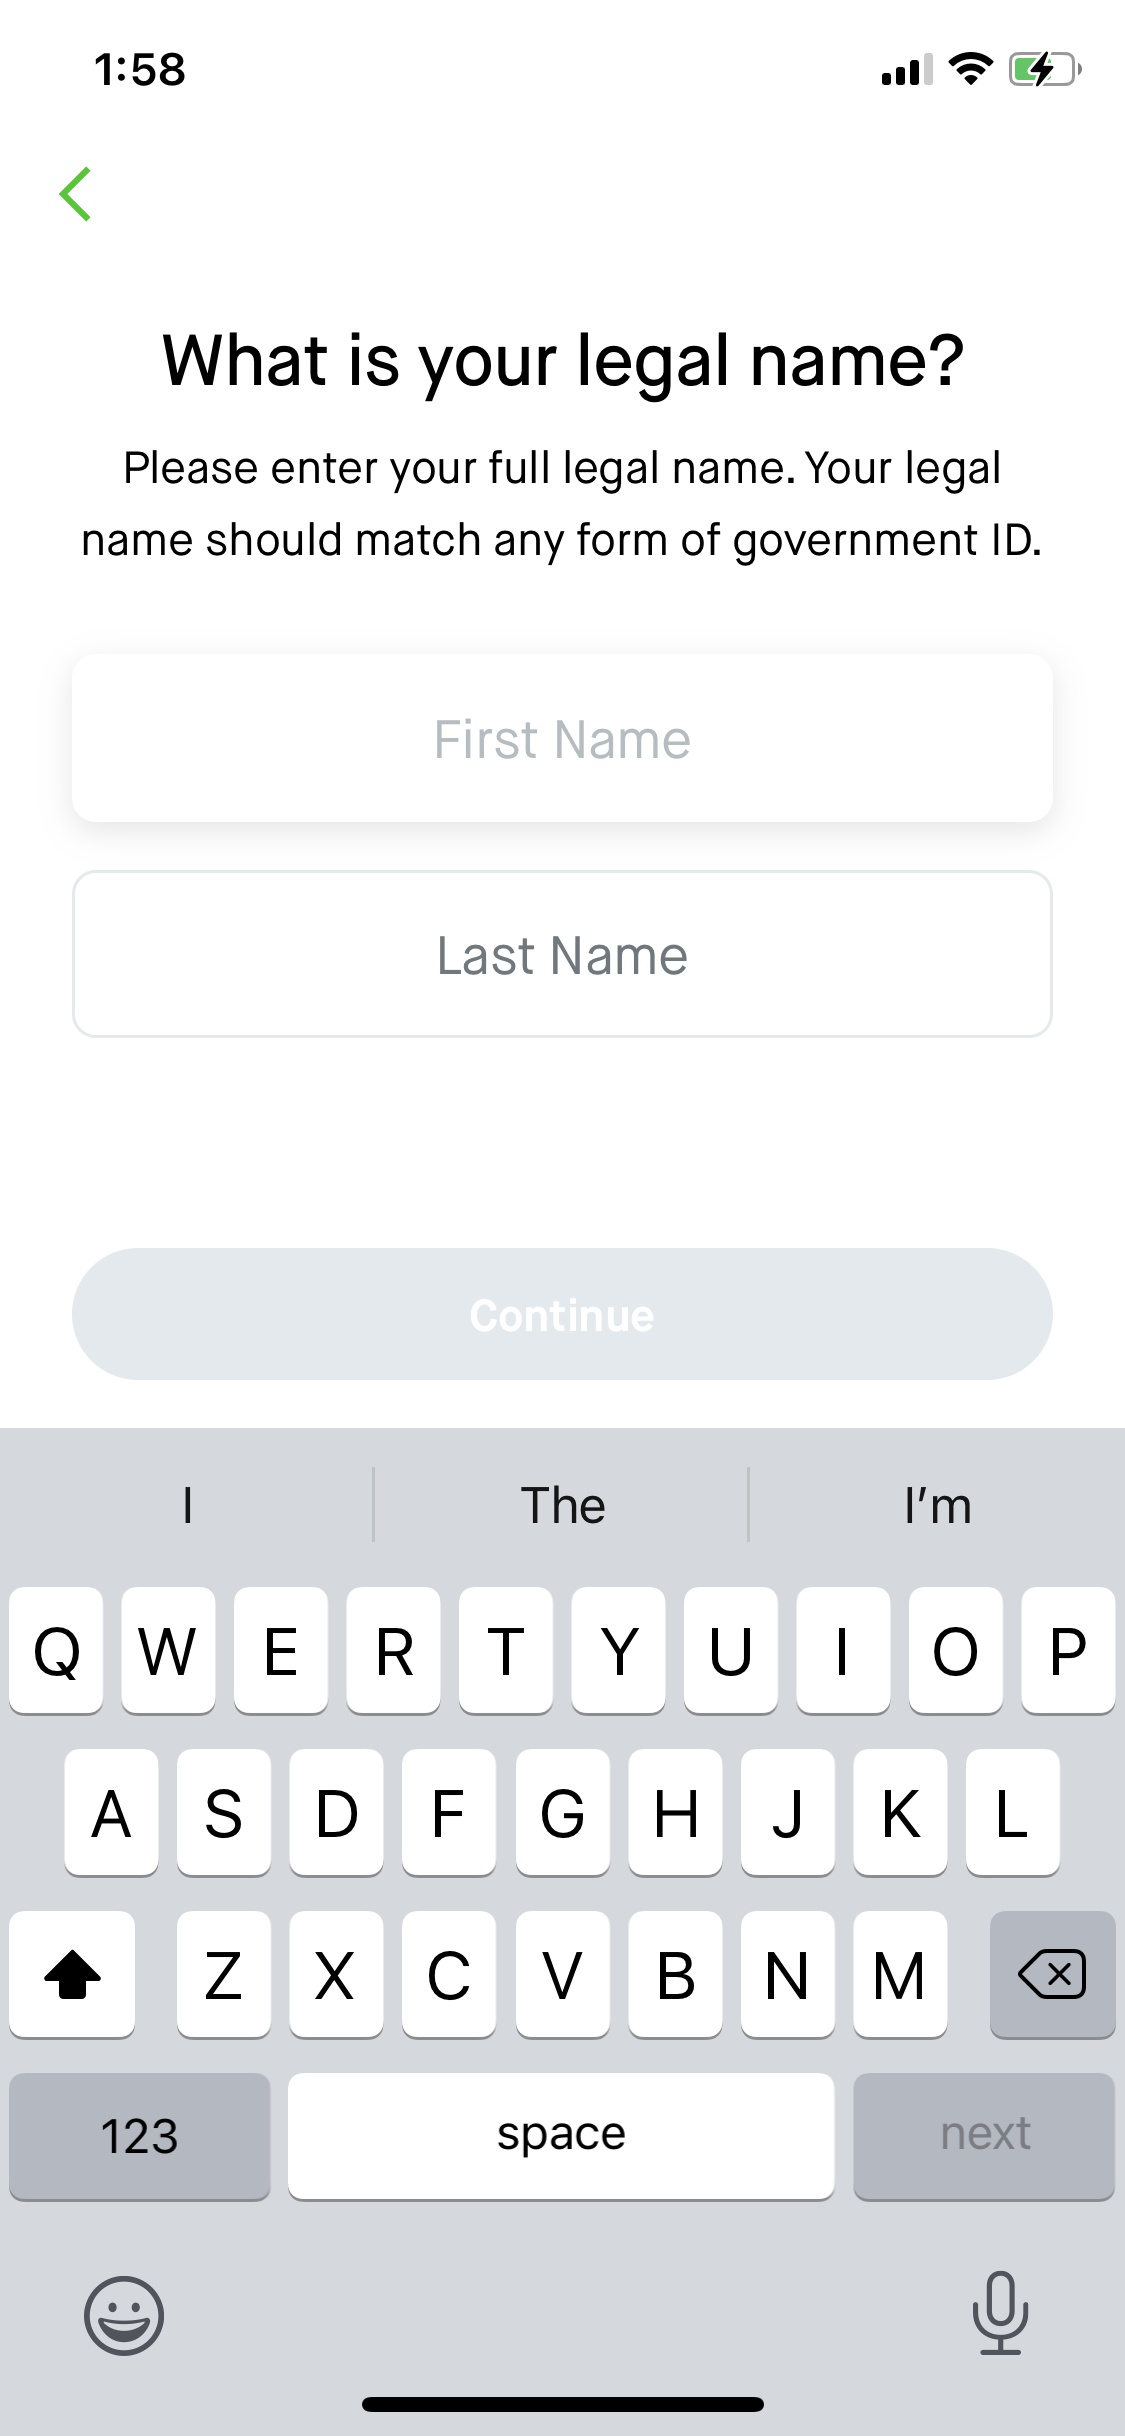 1:58
What is your legal name?
Please enter your full legal name. Your legal
name should match any form of government ID.
First Name
Last Name
Continue
I The I’m
Q W E R T Y U I O P
A S D F G H J K L
Z X C V B N M
123 space next